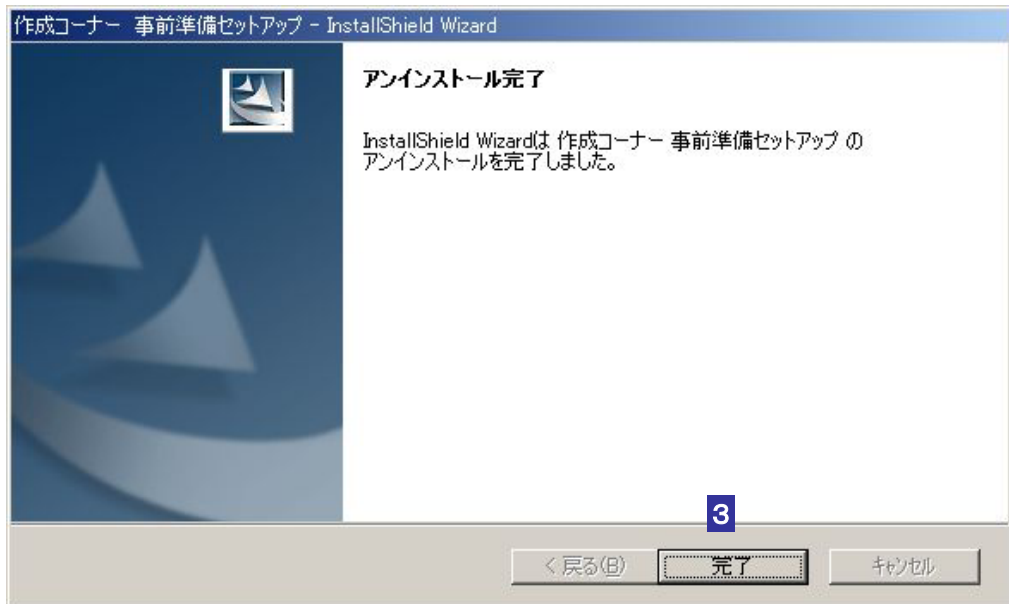 作成コーナー 事前準備セットアップ - InstallShield Wizard
アンインストール完了
InstallShield Wizardは 作成コーナー 事前準備セットアップ の
アンインストールを完了しました。
3
< 戻る(B) 完了 キャンセル